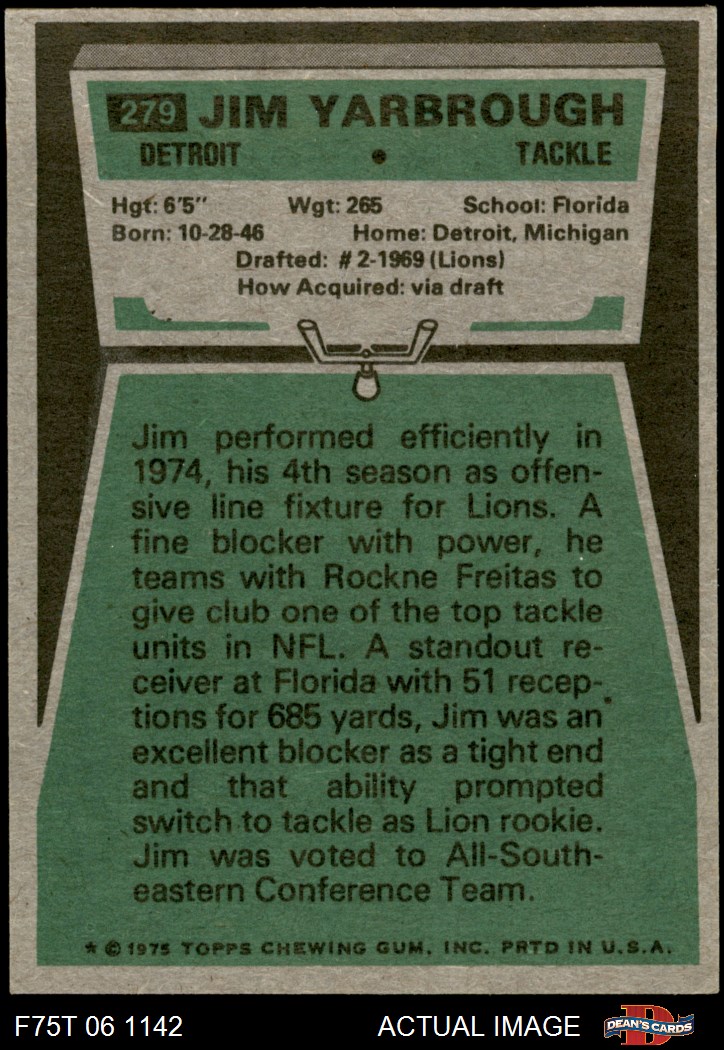 279 JIM YARBROUGH
DETROIT • TACKLE
Hgt: 6'5" Wgt: 265 School: Florida
Born: 10-28-46 Home: Detroit, Michigan
Drafted: #2-1969 (Lions)
How Acquired: via draft
Jim performed efficiently in
1974, his 4th season as offen-
sive line fixture for Lions. A
fine blocker with power, he
teams with Rockne Freitas to
give club one of the top tackle
units in NFL. A standout re-
ceiver at Florida with 51 recep-
tions for 685 yards, Jim was an
excellent blocker as a tight end
and that ability prompted
switch to tackle as Lion rookie.
Jim was voted to All-South-
eastern Conference Team.
* © 1975 TOPPS CHEWING GUM, INC. PRTD IN U.S.A.
F75T 06 1142 ACTUAL IMAGE DEAN'S CARDS